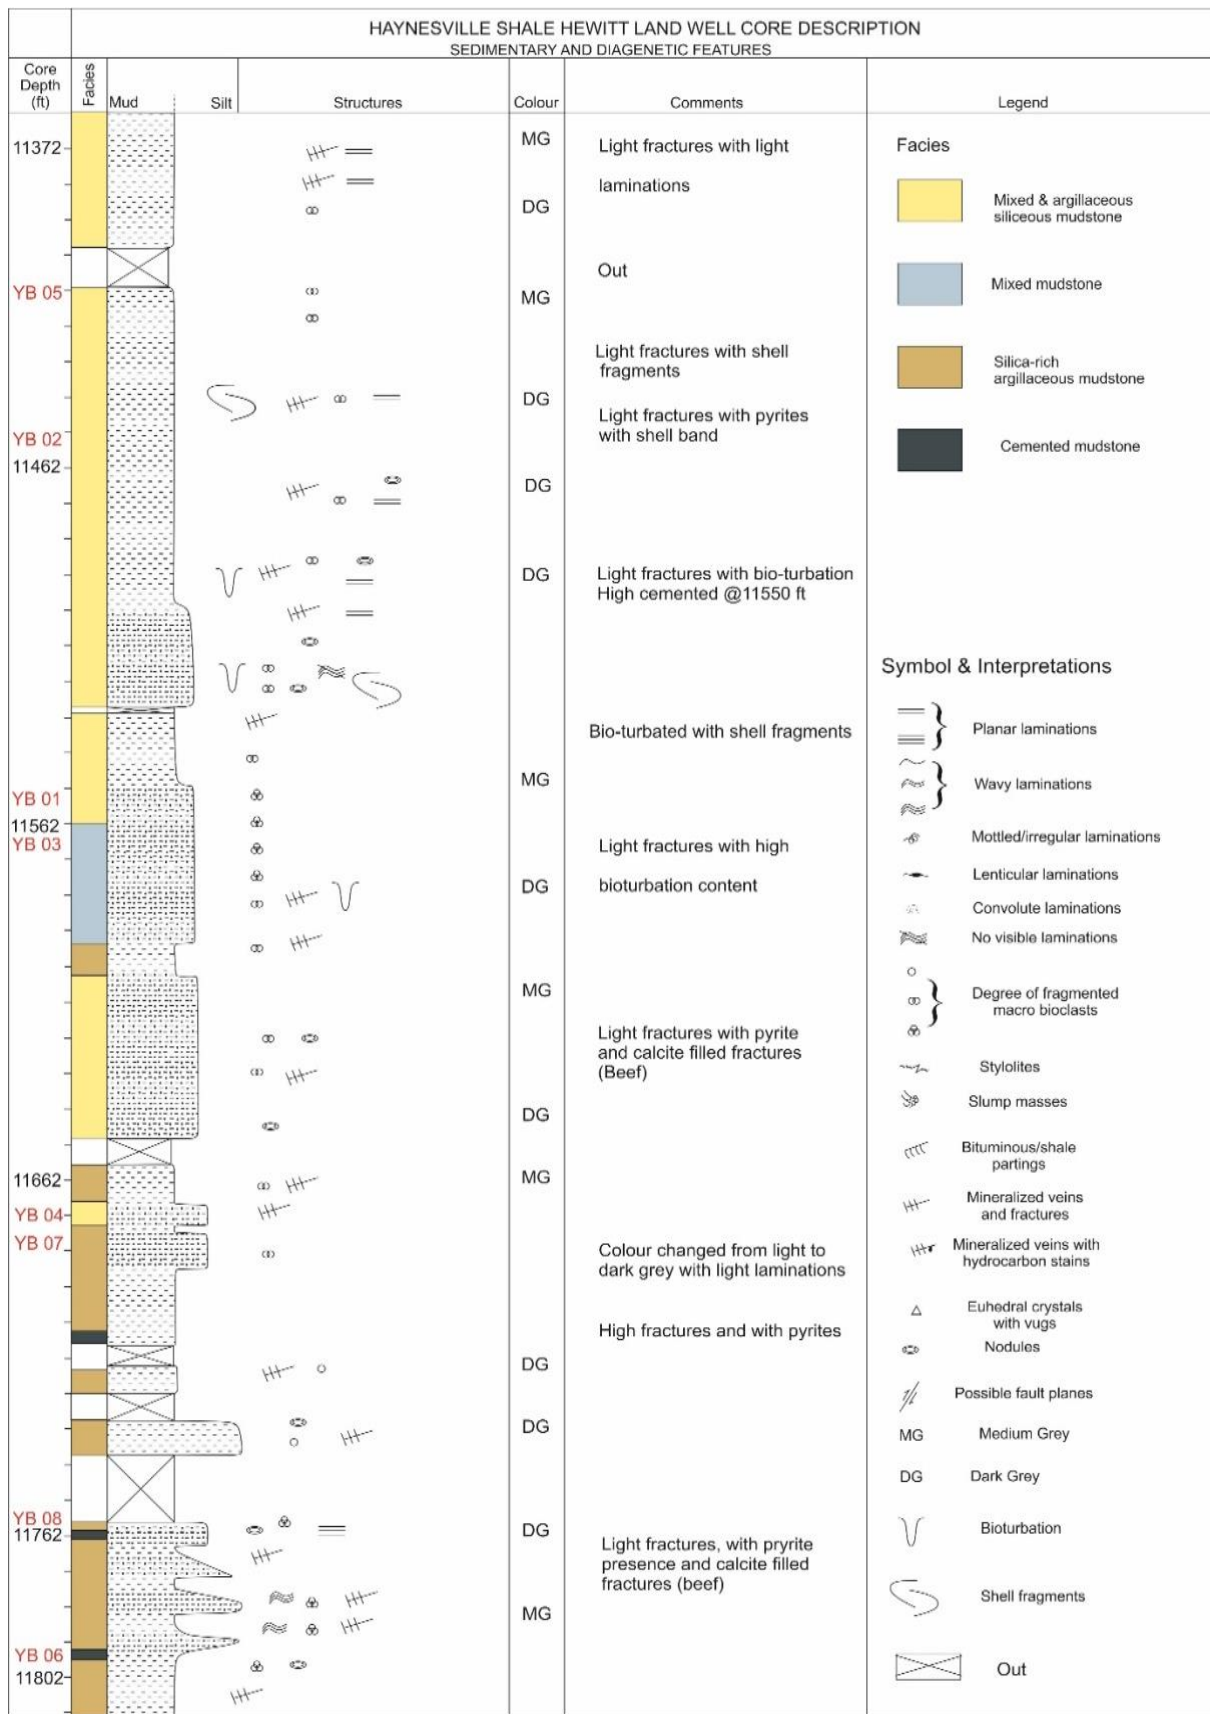 HAYNESVILLE SHALE HEWITT LAND WELL CORE DESCRIPTION
SEDIMENTARY AND DIAGENETIC FEATURES
Core
Depth
(ft)
Facies
Mud
Silt
Structures
Colour
Comments
Legend
11372
YB 05
YB 02
11462
YB 01
11562
YB 03
11662
YB 04
YB 07
YB 08
11762
YB 06
11802
MG
DG
MG
DG
DG
DG
MG
DG
MG
DG
MG
DG
DG
DG
MG
Light fractures with light
laminations
Out
Light fractures with shell
fragments
Light fractures with pyrites
with shell band
Light fractures with bio-turbation
High cemented @11550 ft
Bio-turbated with shell fragments
Light fractures with high
bioturbation content
Light fractures with pyrite
and calcite filled fractures
(Beef)
Colour changed from light to
dark grey with light laminations
High fractures and with pyrites
Light fractures, with pryrite
presence and calcite filled
fractures (beef)
Facies
Mixed & argillaceous
siliceous mudstone
Mixed mudstone
Silica-rich
argillaceous mudstone
Cemented mudstone
Symbol & Interpretations
Planar laminations
Wavy laminations
Mottled/irregular laminations
Lenticular laminations
Convolute laminations
No visible laminations
Degree of fragmented
macro bioclasts
Stylolites
Slump masses
Bituminous/shale
partings
Mineralized veins
and fractures
Mineralized veins with
hydrocarbon stains
Euhedral crystals
with vugs
Nodules
Possible fault planes
MG Medium Grey
DG Dark Grey
Bioturbation
Shell fragments
Out